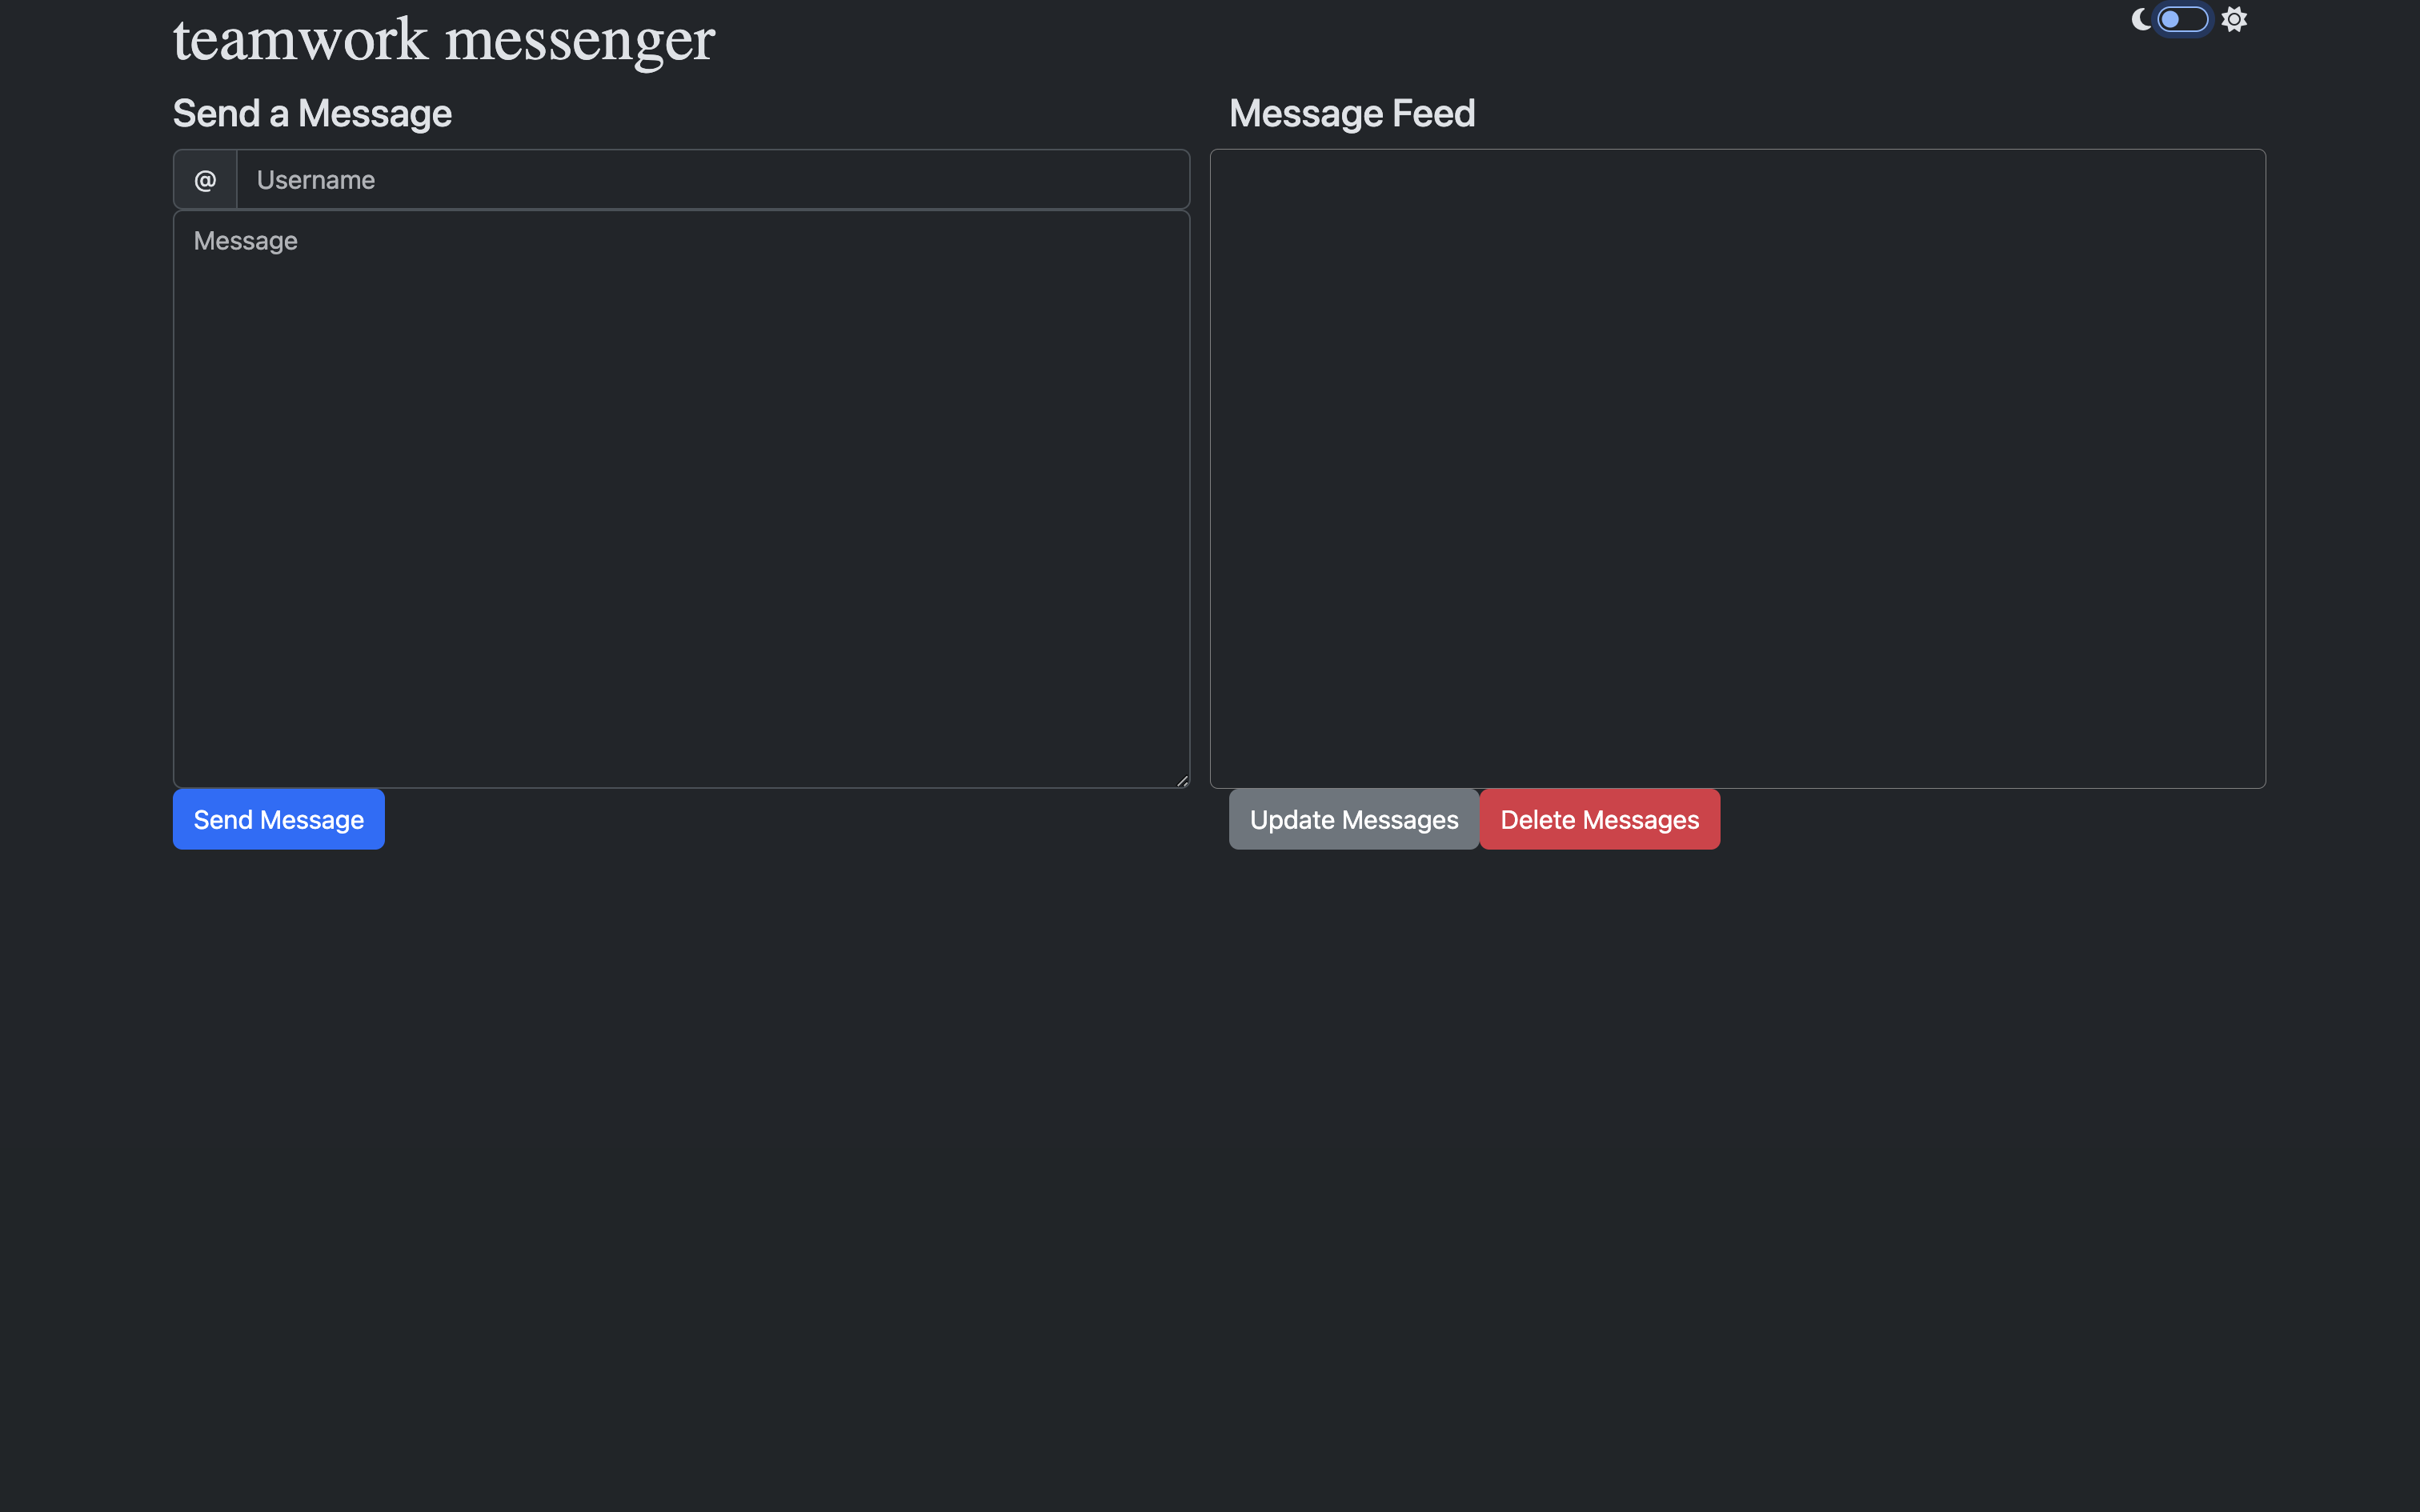 teamwork messenger
Send a Message
@ Username
Message
Send Message
Message Feed
Update Messages Delete Messages